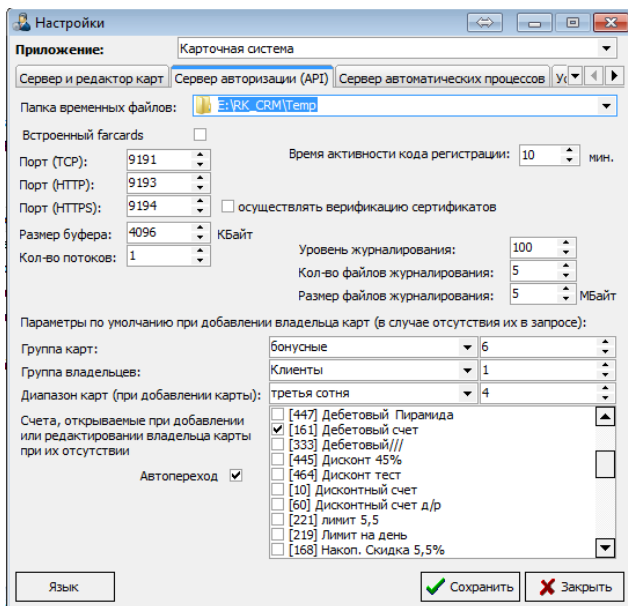 Настройки
Приложение: Карточная система
Сервер и редактор карт Сервер авторизации (API) Сервер автоматических процессов
Папка временных файлов: E:\RK_CRM\Temp
Встроенный farcards
Время активности кода регистрации: 10 мин.
Порт (TCP): 9191
Порт (HTTP): 9193
Порт (HTTPS): 9194 осуществлять верификацию сертификатов
Размер буфера: 4096 КБайт
Кол-во потоков: 1
Уровень журналирования: 100
Кол-во файлов журналирования: 5
Размер файлов журналирования: 5 МБайт
Параметры по умолчанию при добавлении владельца карт (в случае отсутствия их в запросе):
Группа карт: бонусные 6
Группа владельцев: Клиенты 1
Диапазон карт (при добавлении карты): третья сотня 4
Счета, открываемые при добавлении
или редактировании владельца карты
при их отсутствии
Автопереход
[447] Дебетовый Пирамида
[161] Дебетовый счет
[333] Дебетовый///
[445] Дисконт 45%
[464] Дисконт тест
[10] Дисконтный счет
[60] Дисконтный счет д/р
[221] лимит 5,5
[219] Лимит на день
[168] Накоп. Скидка 5,5%
Язык Сохранить Закрыть